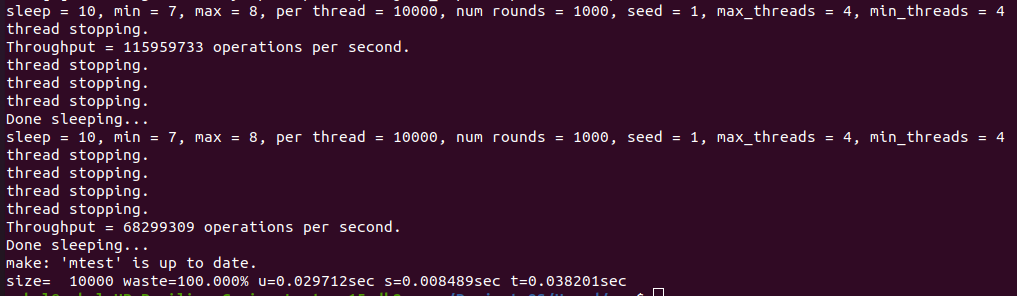 sleep = 10, min = 7, max = 8, per thread = 10000, num rounds = 1000, seed = 1, max_threads = 4, min_threads = 4
thread stopping.
Throughput = 115959733 operations per second.
thread stopping.
thread stopping.
thread stopping.
Done sleeping...
sleep = 10, min = 7, max = 8, per thread = 10000, num rounds = 1000, seed = 1, max_threads = 4, min_threads = 4
thread stopping.
thread stopping.
thread stopping.
thread stopping.
Throughput = 68299309 operations per second.
Done sleeping...
make: 'mtest' is up to date.
size=  10000 waste=100.000% u=0.029712sec s=0.008489sec t=0.038201sec